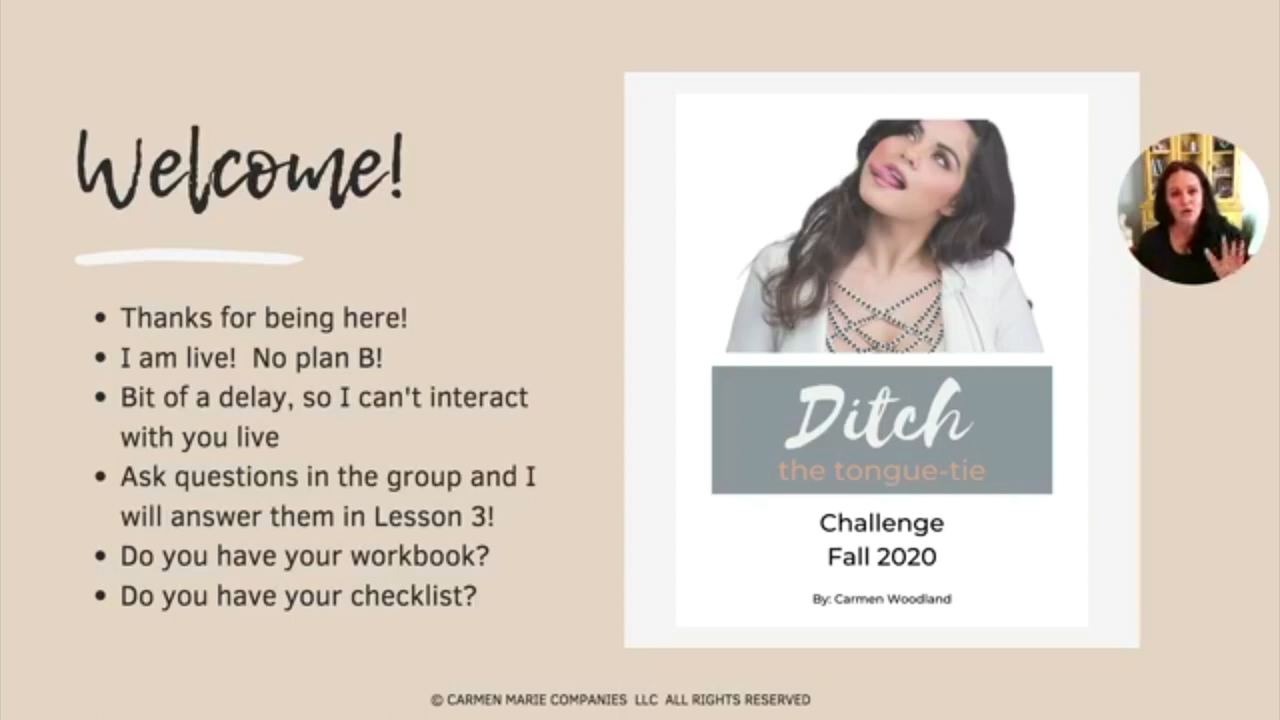 Welcome!
• Thanks for being here!
• I am live!  No plan B!
• Bit of a delay, so I can't interact
with you live
• Ask questions in the group and I
will answer them in Lesson 3!
• Do you have your workbook?
• Do you have your checklist?
Ditch
the tongue-tie
Challenge
Fall 2020
By: Carmen Woodland
© CARMEN MARIE COMPANIES  LLC  ALL RIGHTS RESERVED